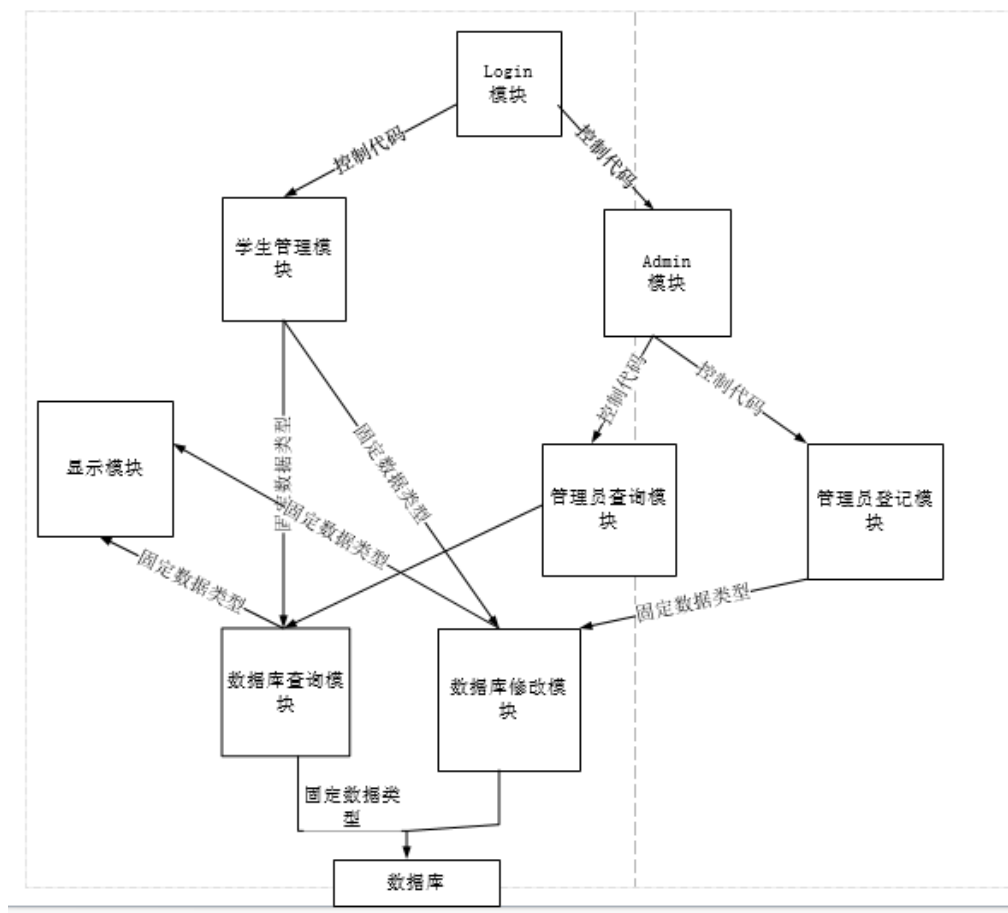 Login
模块
控制代码
控制代码
学生管理模
块
Admin
模块
控制代码
控制代码
显示模块
固定数据类型
固定数据类型
固定数据类型
管理员查询模
块
管理员登记模
块
固定数据类型
固定数据类型
数据库查询模
块
数据库修改模
块
固定数据类
型
数据库